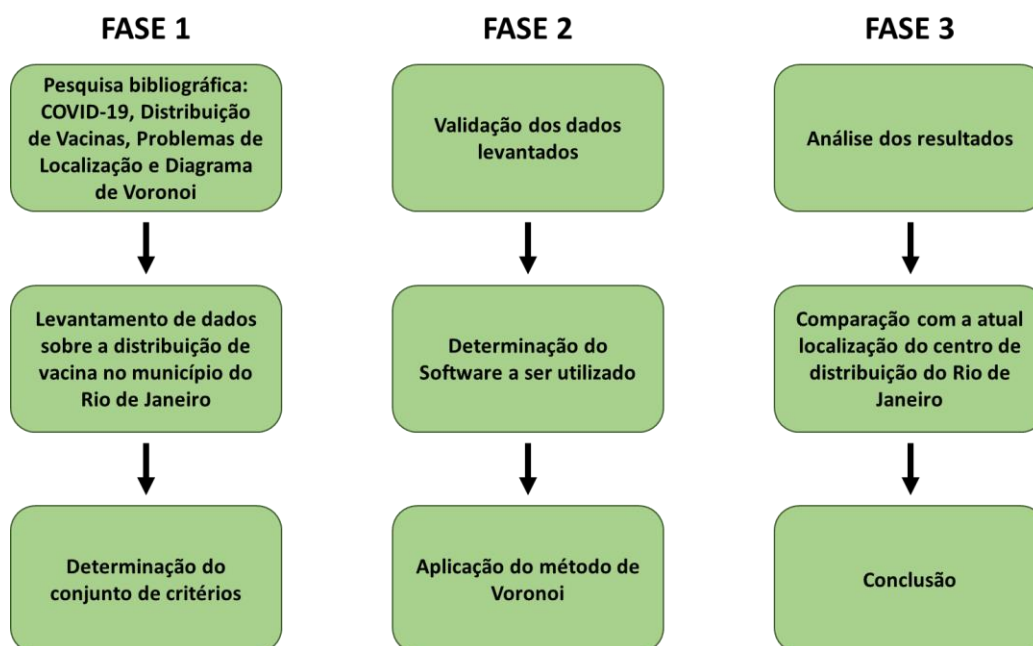 FASE 1
Pesquisa bibliográfica:
COVID-19, Distribuição
de Vacinas, Problemas de
Localização e Diagrama
de Voronoi
Levantamento de dados
sobre a distribuição de
vacina no município do
Rio de Janeiro
Determinação do
conjunto de critérios
FASE 2
Validação dos dados
levantados
Determinação do
Software a ser utilizado
Aplicação do método de
Voronoi
FASE 3
Análise dos resultados
Comparação com a atual
localização do centro de
distribuição do Rio de
Janeiro
Conclusão